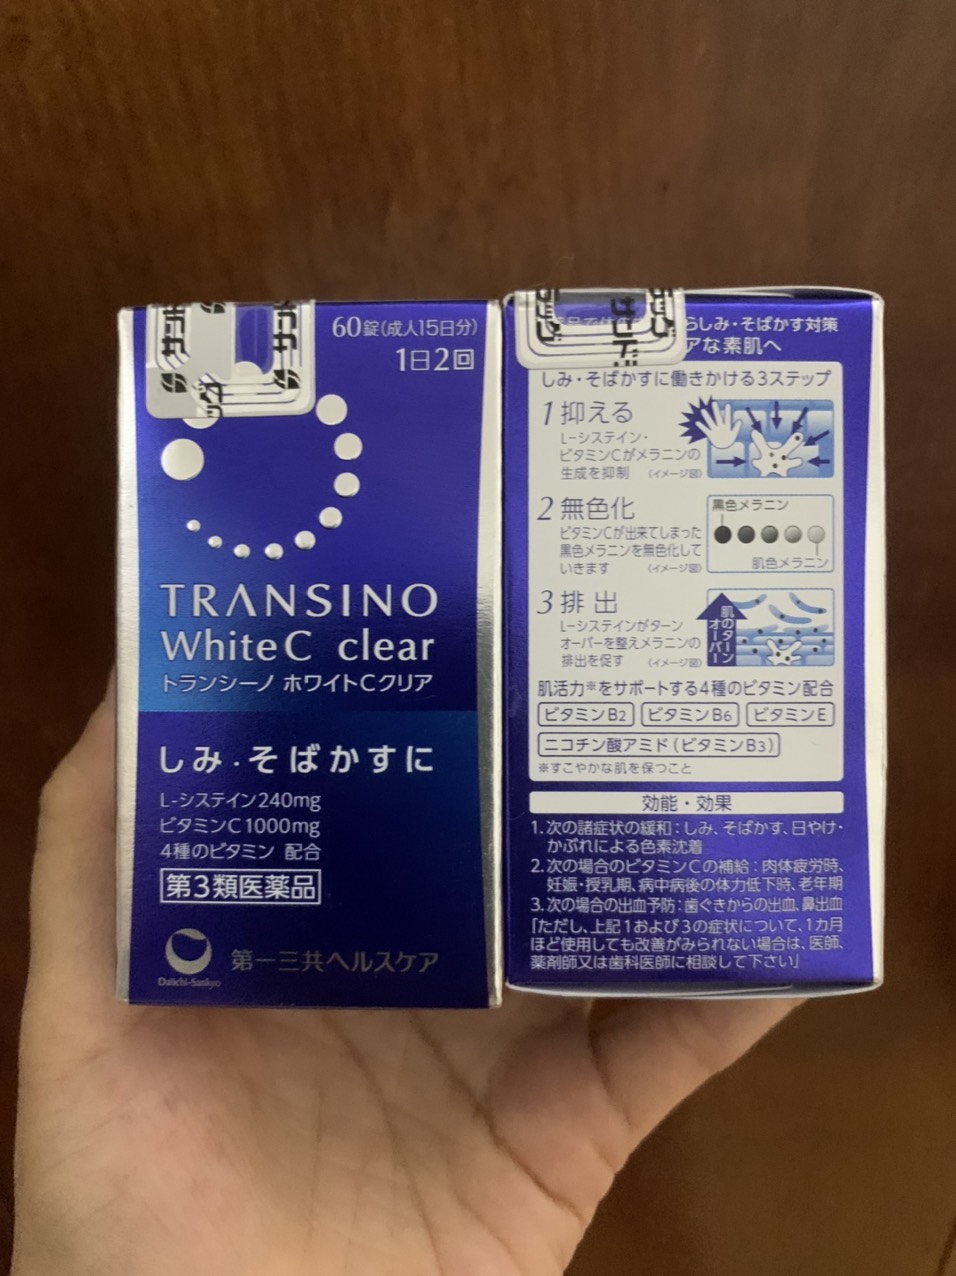 60錠(成人15日分)
1日2回
TRANSINO
White C clear
トランシーノ ホワイトCクリア
しみ・そばかすに
L-システイン240mg
ビタミンC1000mg
4種のビタミン 配合
第3類医薬品
Daiichi-Sankyo
第一三共ヘルスケア
らしみ・そばかす対策
アな素肌へ
しみ・そばかすに働きかける3ステップ
1 抑える
L-システイン・
ビタミンCがメラニンの
生成を抑制 (イメージ図)
2 無色化
ビタミンCが出来てしまった
黒色メラニンを無色化して
いきます (イメージ図)
黒色メラニン
肌色メラニン
3 排出
L-システインがターン
オーバーを整えメラニンの
排出を促す (イメージ図)
肌のターン
オーバー
肌活力※をサポートする4種のビタミン配合
ビタミンB2 ビタミンB6 ビタミンE
ニコチン酸アミド(ビタミンB3)
※すこやかな肌を保つこと
効能・効果
1.次の諸症状の緩和:しみ、そばかす、日やけ・
かぶれによる色素沈着
2.次の場合のビタミンCの補給:肉体疲労時、
妊娠・授乳期、病中病後の体力低下時、老年期
3.次の場合の出血予防:歯ぐきからの出血、鼻出血
「ただし、上記1および3の症状について、1カ月
ほど使用しても改善がみられない場合は、医師、
薬剤師又は歯科医師に相談して下さい」